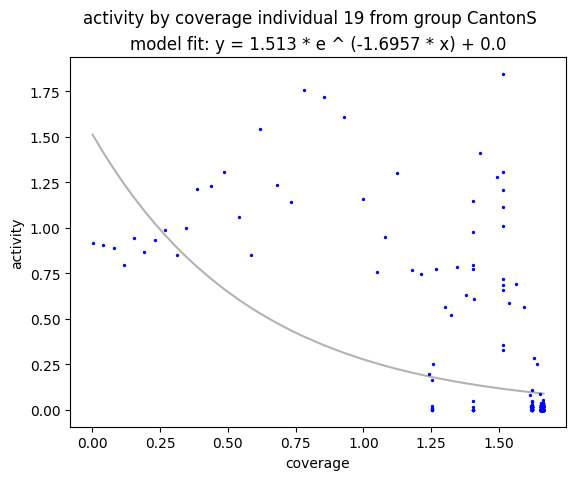 activity by coverage individual 19 from group CantonS
model fit: y = 1.513 * e ^ (-1.6957 * x) + 0.0
1.75
1.50
1.25
1.00
0.75
0.50
0.25
0.00
activity
0.00 0.25 0.50 0.75 1.00 1.25 1.50
coverage